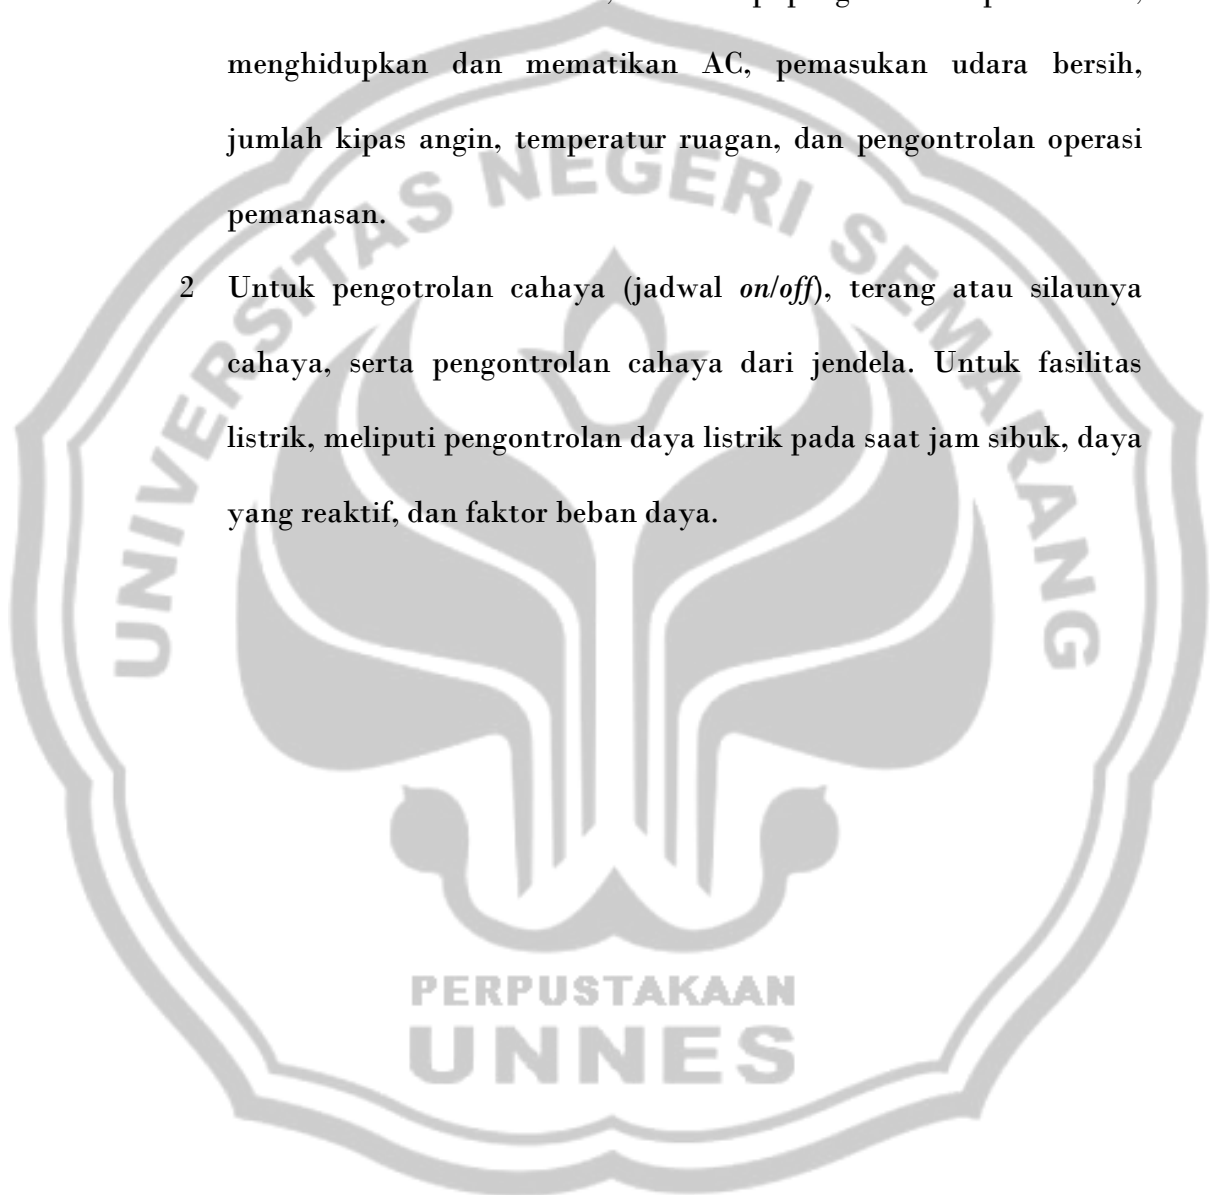 menghidupkan dan mematikan AC, pemasukan udara bersih,
jumlah kipas angin, temperatur ruagan, dan pengontrolan operasi
pemanasan.
2 Untuk pengotrolan cahaya (jadwal on/off), terang atau silaunya
cahaya, serta pengontrolan cahaya dari jendela. Untuk fasilitas
listrik, meliputi pengontrolan daya listrik pada saat jam sibuk, daya
yang reaktif, dan faktor beban daya.
UNIVERSITAS NEGERI SEMARANG
PERPUSTAKAAN
UNNES